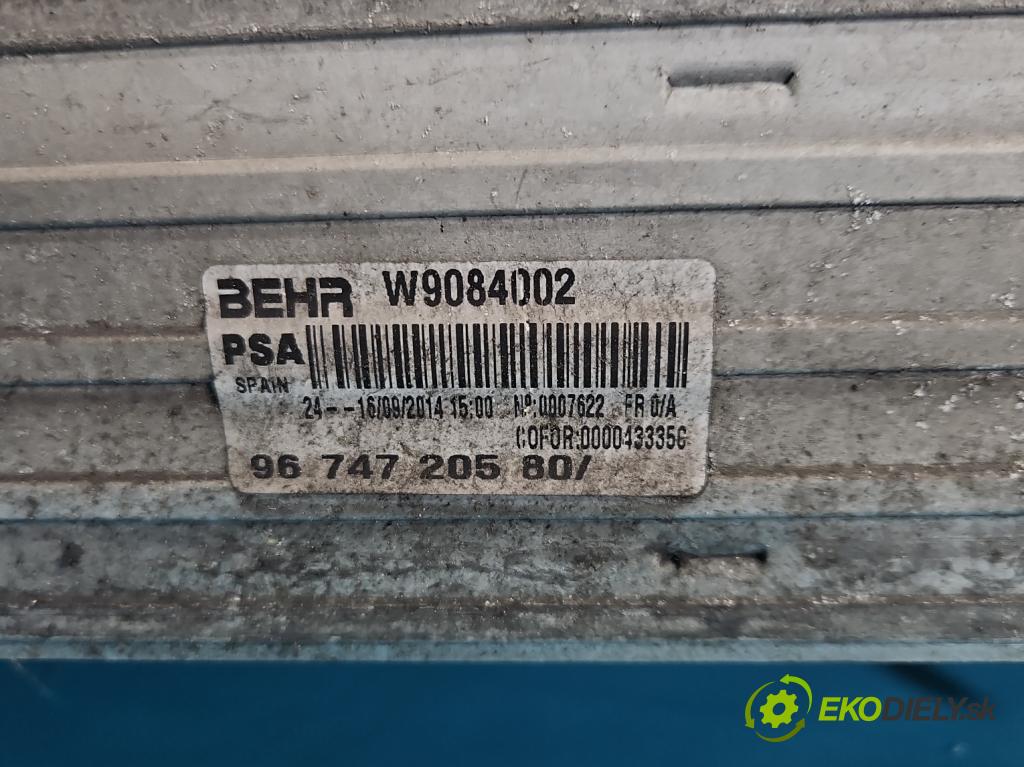 BEHR W9084002
PSA
SPAIN
24-- -16/09/2014 15:00 Nº:0007622 FR 0/A
COFOR:000043335G
96 747 205 80/
EKODIELY.sk